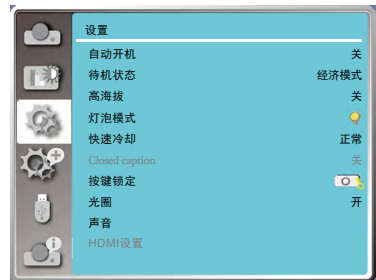 设置
自动开机 关
待机状态 经济模式
高海拔 关
灯泡模式
快速冷却 正常
Closed caption 关
按键锁定
光圈 开
声音
HDMI设置